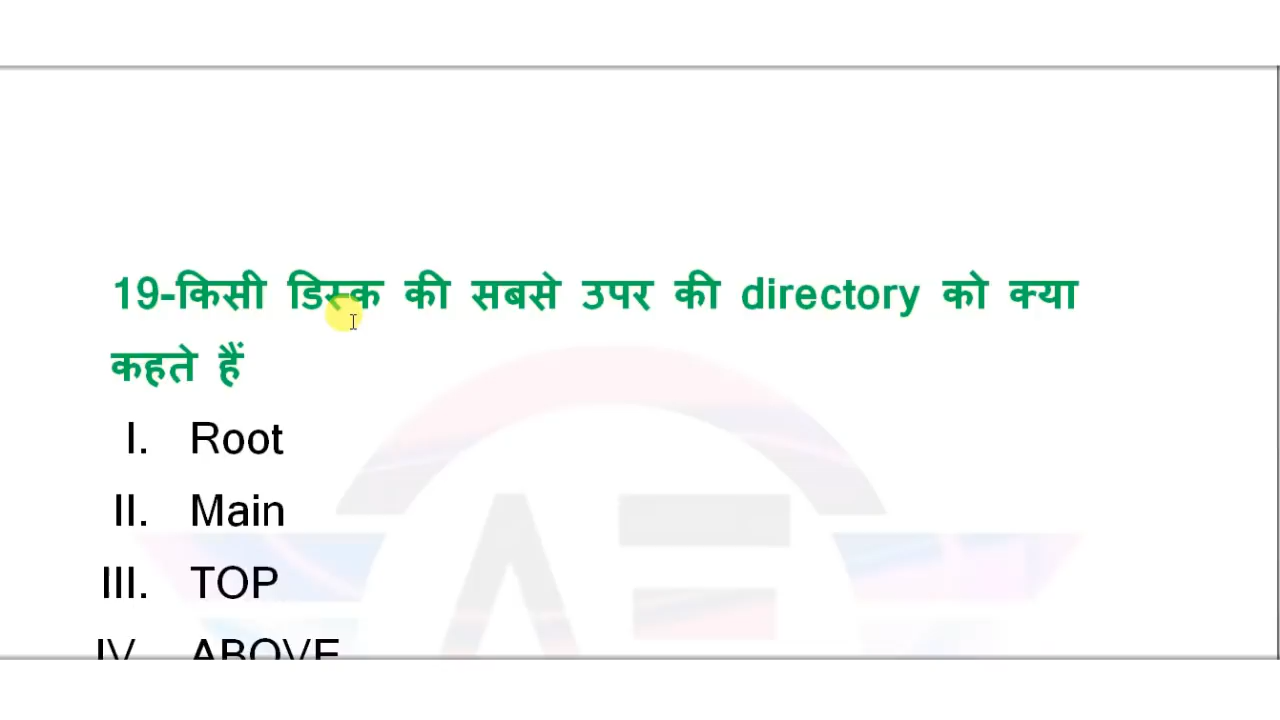 19-किसी डिस्क की सबसे उपर की directory को क्या
कहते हैं
I. Root
II. Main
III. TOP
IV. ABOVE